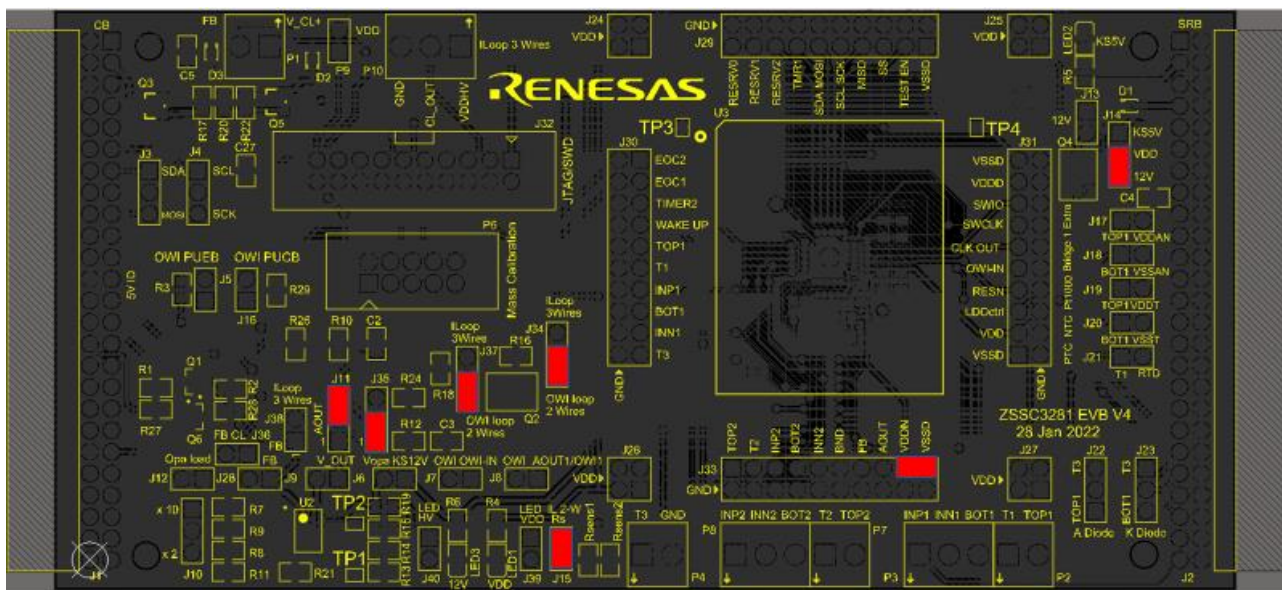 CB
FB
V_CL+
VDD
J24
VDD
GND
J29
J25
VDD
LED2
KS5V
SRB
C5
D3
P1
D2
P9
P10
ILoop 3 Wires
R5
Q3
RENESAS
RESRV0
RESRV1
RESRV2
TMR1
SDA MOSI
SCL SCK
MISO
SS
TEST EN
VSSD
J13
D1
12V
J14
KS5V
GND
CL_OUT
VDDHV
R17
R20
R22
Q5
J32
TP3
U3
TP4
Q4
VDD
12V
C4
J3
SDA
MOSI
J4
SCL
SCK
C27
JTAG/SWD
J30
EOC2
EOC1
TIMER2
WAKE UP
TOP1
T1
INP1
BOT1
INN1
T3
GND
J31
VSSD
VDDD
SWIO
SWCLK
CLK OUT
OWI-IN
RESN
LDDctrl
VDD
VSSD
GND
PTC NTC Pt1000 Bridge 1 Extra
J17
TOP1 VDDAN
J18
BOT1 VSSAN
J19
TOP1 VDDT
J20
BOT1 VSST
J21
T1 RTD
P6
Mass Calibration
5V IO
OWI PUEB
OWI PUCB
R3
J5
R29
J16
R26
R10
C2
ILoop
3Wires
J37
R16
ILoop
3Wires
J34
R18
OWI loop
2 Wires
Q2
OWI loop
2 Wires
R1
Q1
R2
R27
Q6
ILoop
3 Wires
J38
FB
J11
AOUT
1
J35
1
R24
R12
C3
ZSSC3281 EVB V4
28 Jan 2022
FB CL J36
Opa load
FB
V_OUT
Vopa KS12V
OWI OWI-IN
OWI AOUT1/OWI1
J12
J28
J9
J6
J7
J8
J26
VDD
J33
GND
TOP2
T2
INP2
BOT2
INN2
BND
FB
AOUT
VDDN
VSSD
J27
VDD
J22
T3
TOP1
A Diode
J23
T3
BOT1
K Diode
x 10
x 2
J10
R7
R9
R8
R11
U2
R21
TP2
TP1
R19
R15
R14
R13
LED
HV
J40
R6
LED3
12V
R4
LED1
VDD
LED
VDD
J39
IL 2-W
Rs
J15
Rsens1
Rsens2
T3 GND
P4
P8
INP2 INN2 BOT2
T2 TOP2
P7
INP1 INN1 BOT1
P3
T1 TOP1
P2
J1
J2